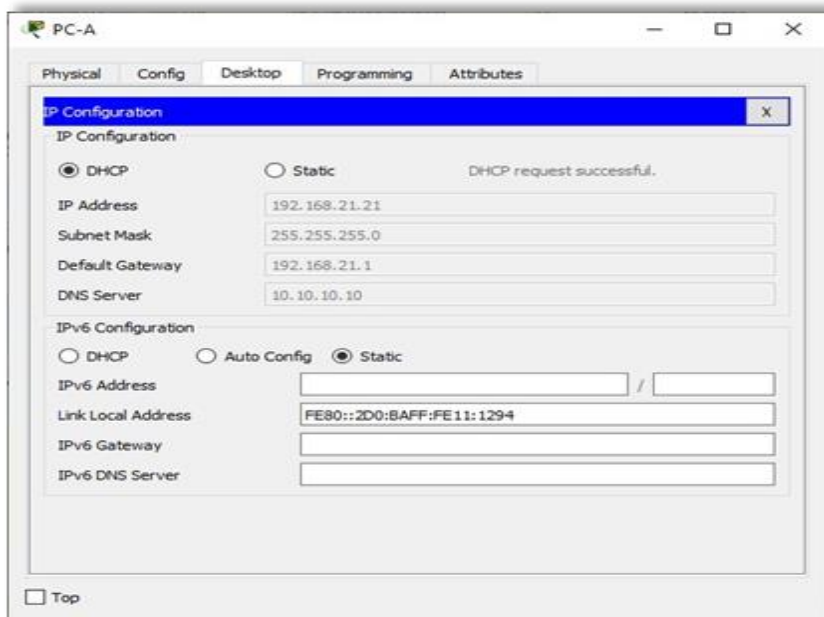 PC-A
Physical Config Desktop Programming Attributes
IP Configuration X
IP Configuration
DHCP Static DHCP request successful.
IP Address 192.168.21.21
Subnet Mask 255.255.255.0
Default Gateway 192.168.21.1
DNS Server 10.10.10.10
IPv6 Configuration
DHCP Auto Config Static
IPv6 Address /
Link Local Address FE80::2D0:BAFF:FE11:1294
IPv6 Gateway
IPv6 DNS Server
Top